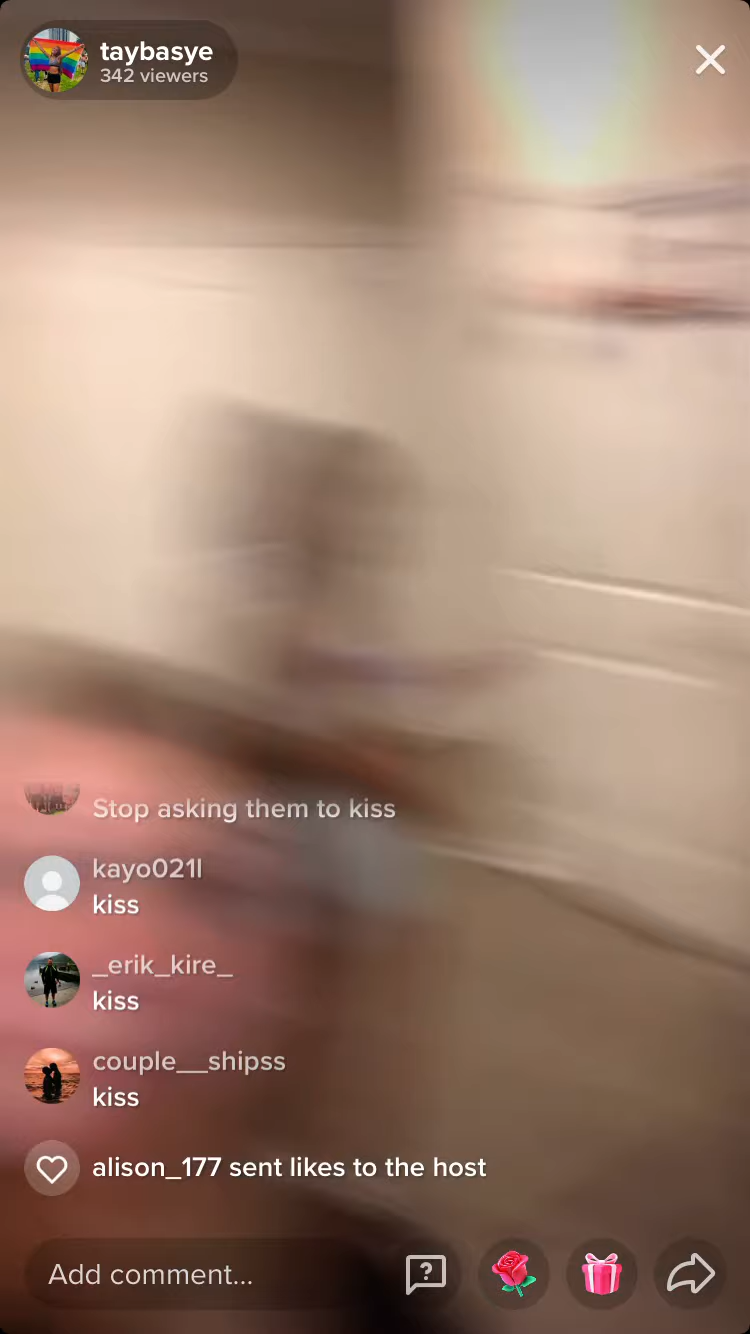 taybasye
342 viewers
Stop asking them to kiss
kayo021l
kiss
_erik_kire_
kiss
couple__shipss
kiss
alison_177 sent likes to the host
Add comment...
?